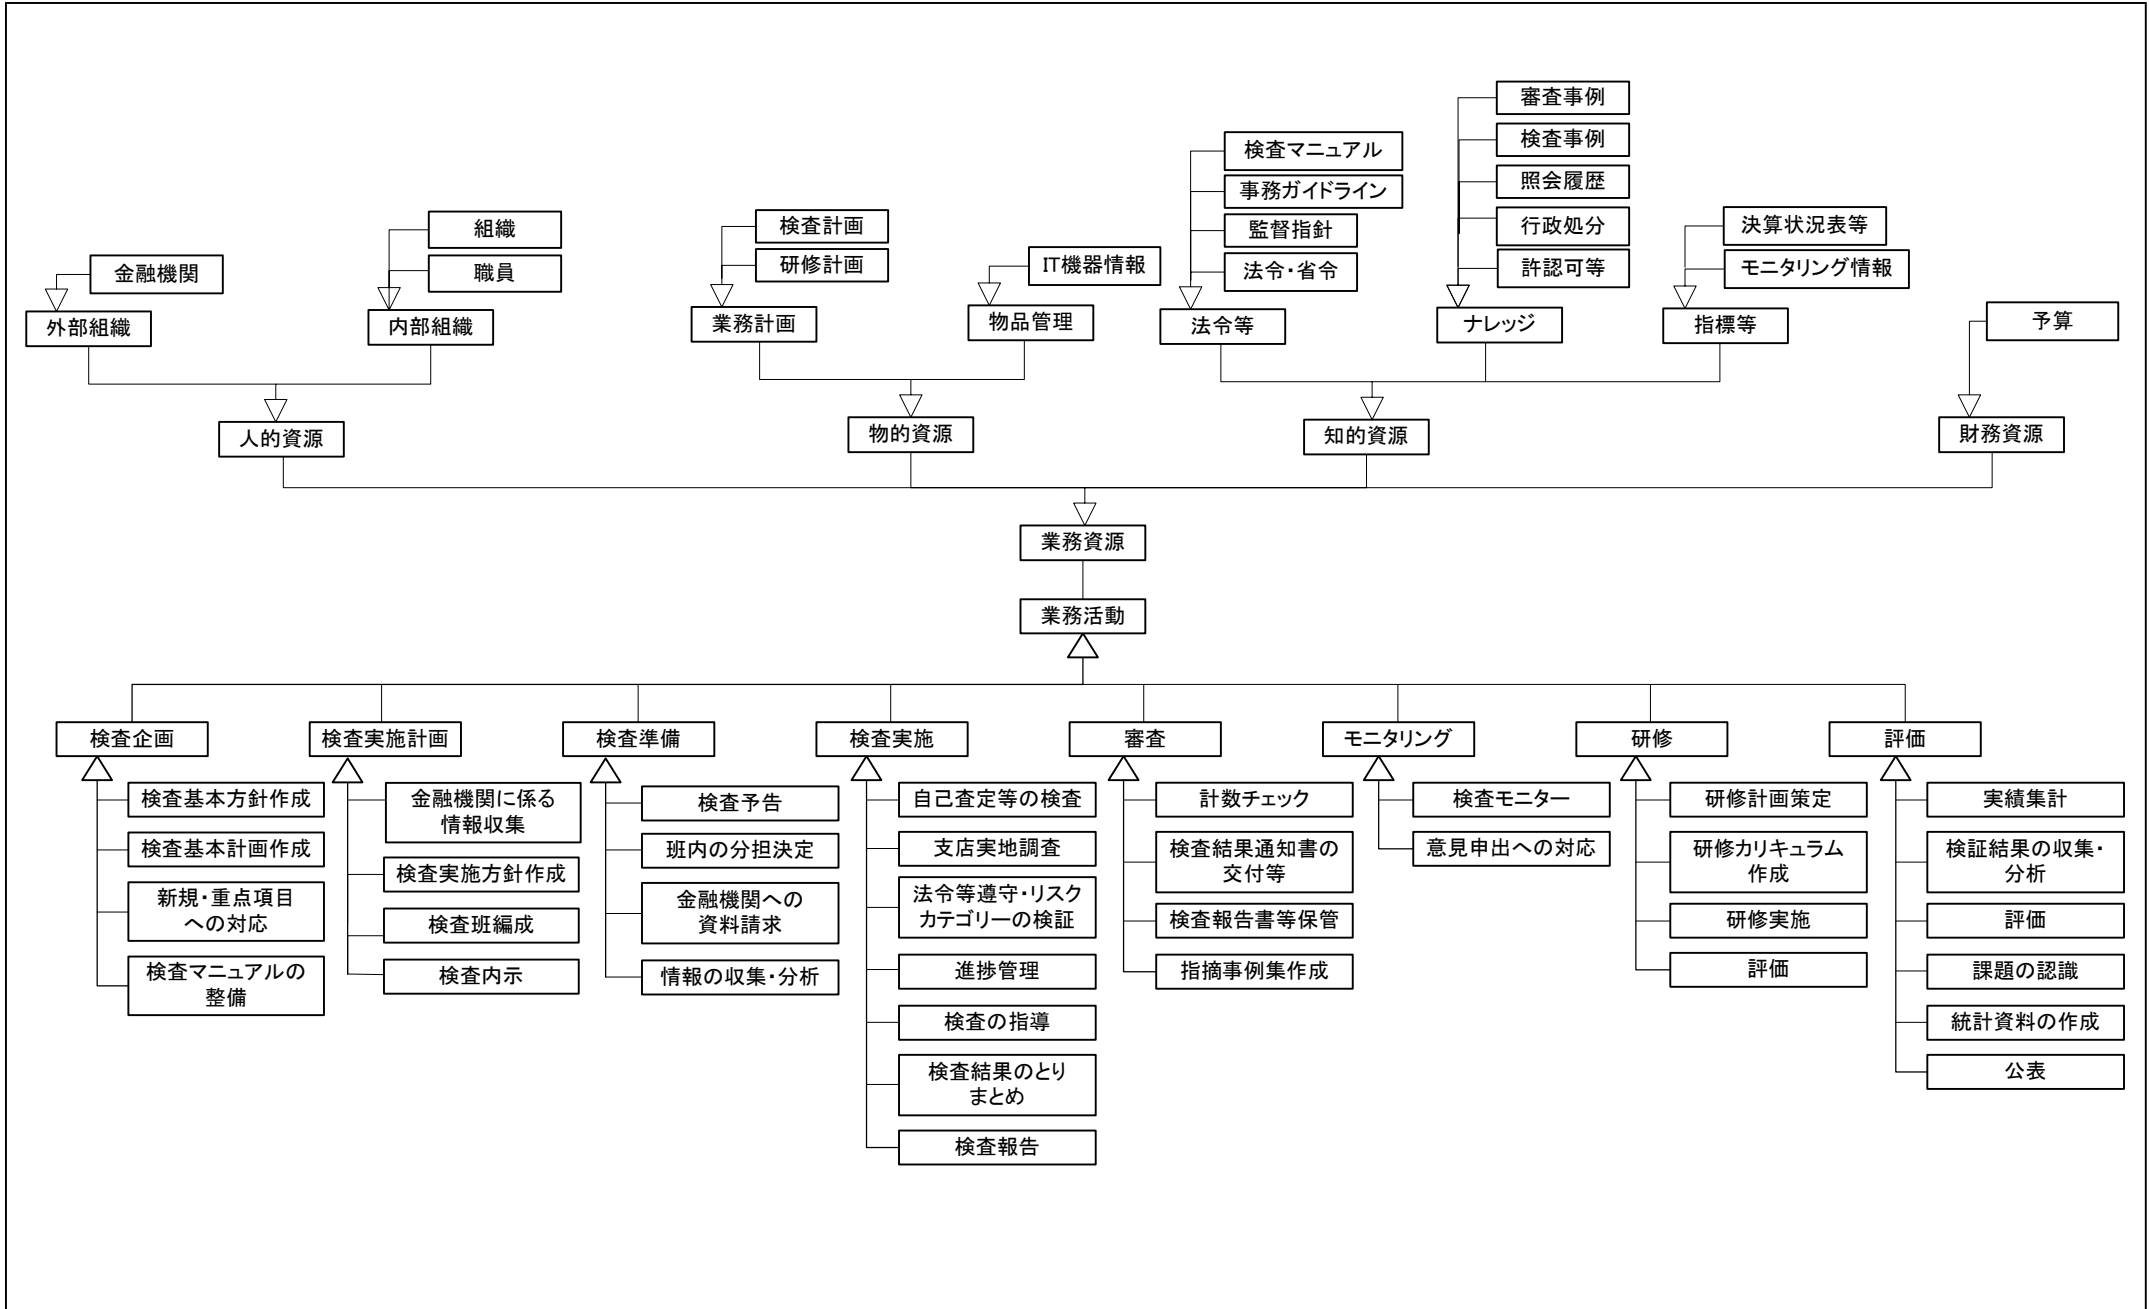 審査事例
検査事例
照会履歴
行政処分
許認可等
検査マニュアル
事務ガイドライン
監督指針
法令・省令
決算状況表等
モニタリング情報
検査計画
研修計画
組織
職員
金融機関
IT機器情報
外部組織
内部組織
業務計画
物品管理
法令等
ナレッジ
指標等
予算
人的資源
物的資源
知的資源
財務資源
業務資源
業務活動
検査企画
検査実施計画
検査準備
検査実施
審査
モニタリング
研修
評価
検査基本方針作成
検査基本計画作成
新規・重点項目
への対応
検査マニュアルの
整備
金融機関に係る
情報収集
検査実施方針作成
検査班編成
検査内示
検査予告
班内の分担決定
金融機関への
資料請求
情報の収集・分析
自己査定等の検査
支店実地調査
法令等遵守・リスク
カテゴリーの検証
進捗管理
検査の指導
検査結果のとり
まとめ
検査報告
計数チェック
検査結果通知書の
交付等
検査報告書等保管
指摘事例集作成
検査モニター
意見申出への対応
研修計画策定
研修カリキュラム
作成
研修実施
評価
実績集計
検証結果の収集・
分析
評価
課題の認識
統計資料の作成
公表